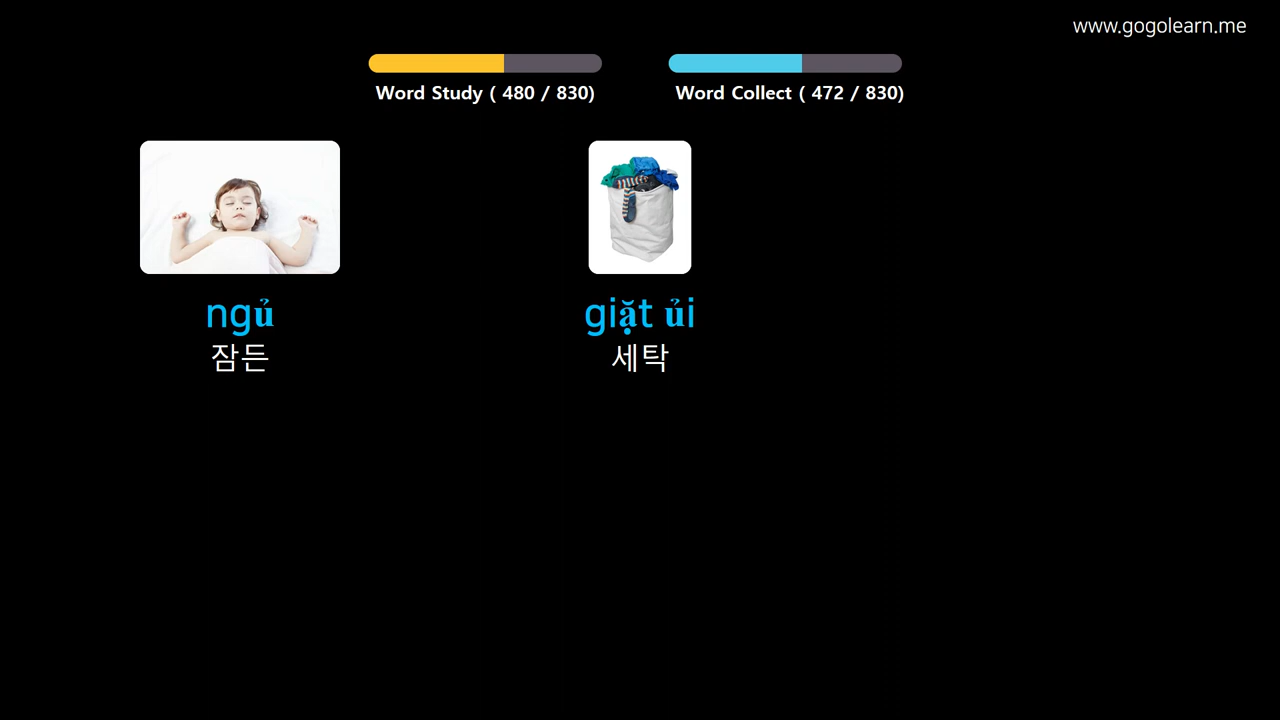 www.gogolearn.me
Word Study ( 480 / 830)
Word Collect ( 472 / 830)
ngủ
잠든
giặt ủi
세탁